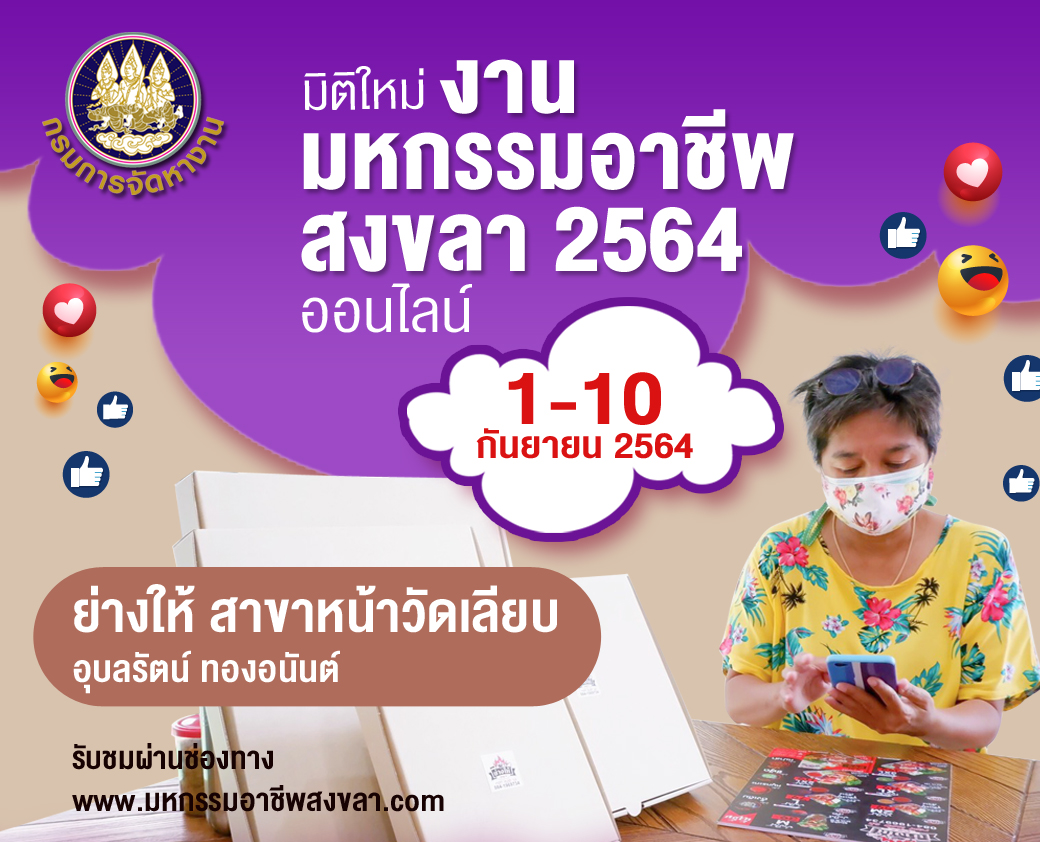 กรมการจัดหางาน
มิติใหม่ งาน
มหกรรมอาชีพ
สงขลา 2564
ออนไลน์
1-10
กันยายน 2564
ย่างให้ สาขาหน้าวัดเลียบ
อุบลรัตน์ ทองอนันต์
รับชมผ่านช่องทาง
www.มหกรรมอาชีพสงขลา.com